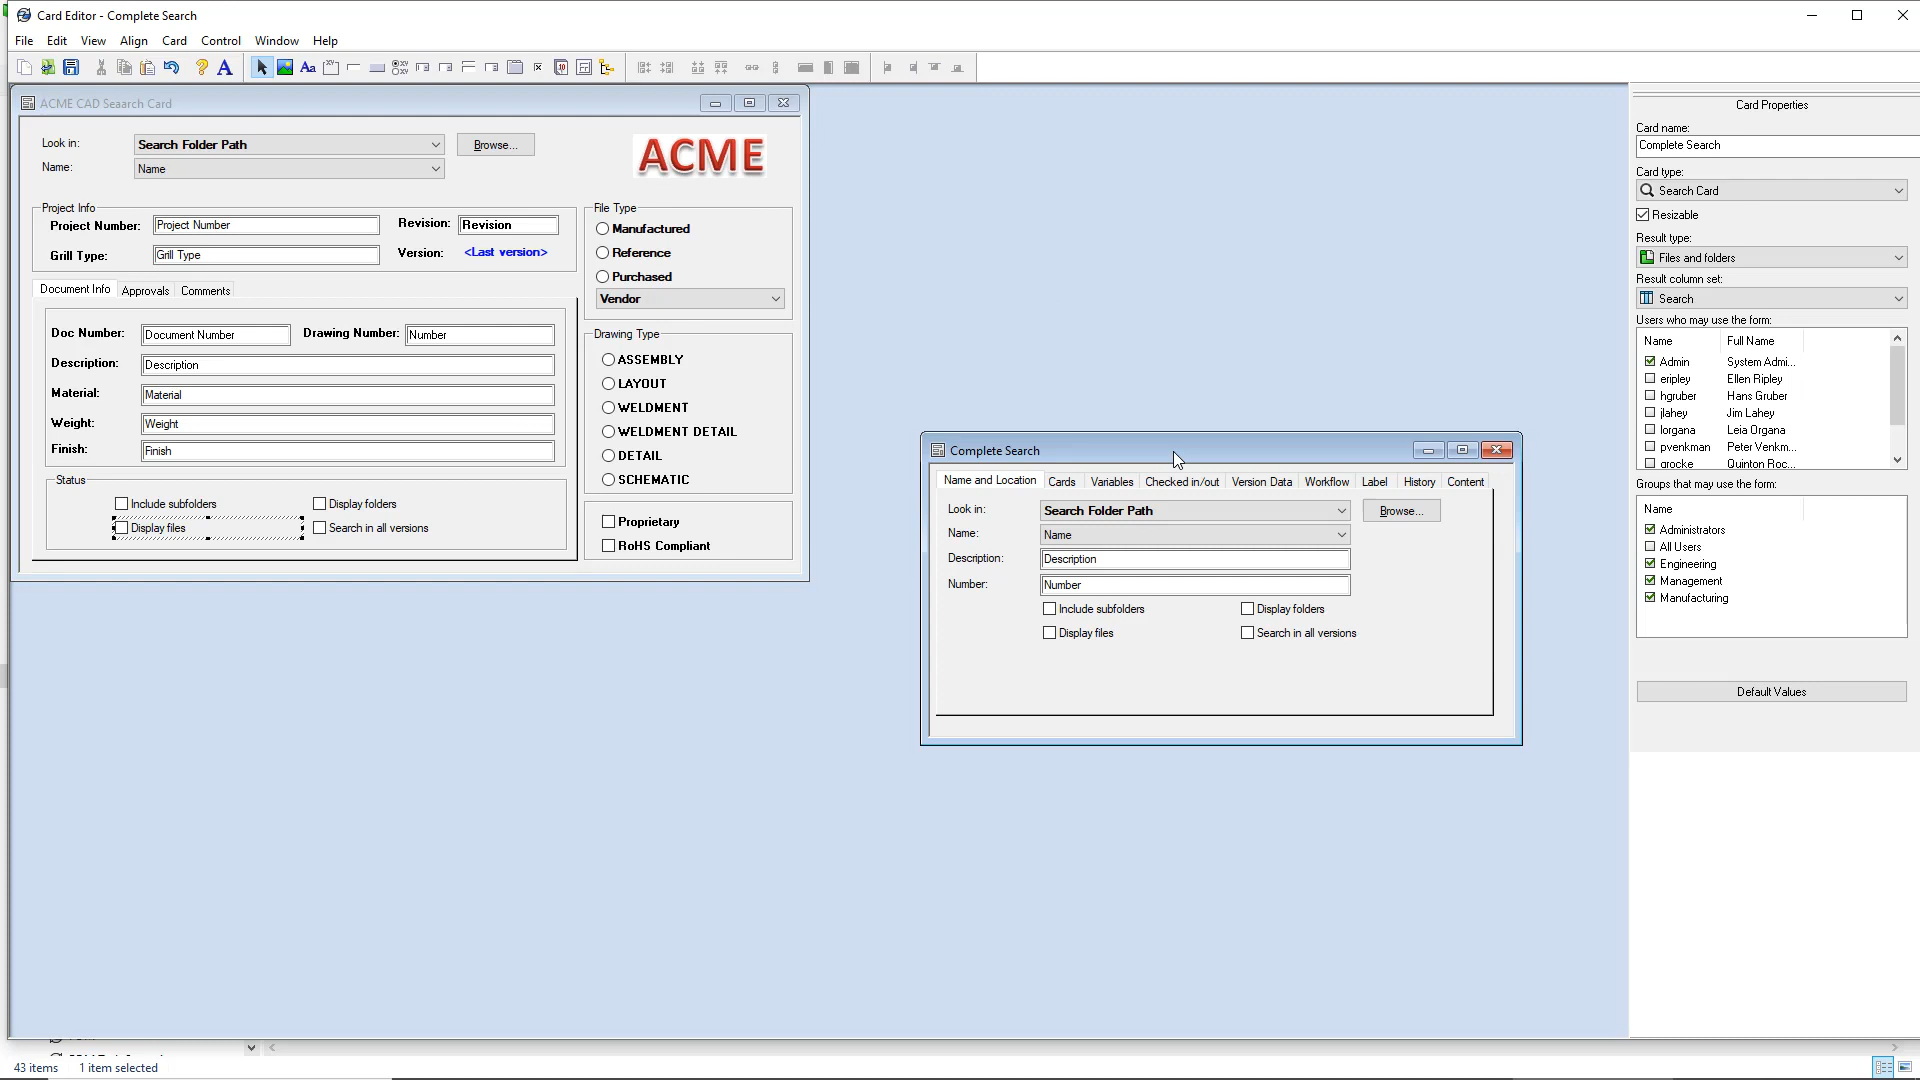 Card Editor - Complete Search
File Edit View Align Card Control Window Help
ACME CAD Seaarch Card
Look in: Search Folder Path Browse...
Name: Name
ACME
Project Info
Project Number: Project Number Revision: Revision
Grill Type: Grill Type Version: <Last version>
File Type
Manufactured
Reference
Purchased
Vendor
Document Info Approvals Comments
Doc Number: Document Number Drawing Number: Number
Description: Description
Material: Material
Weight: Weight
Finish: Finish
Drawing Type
ASSEMBLY
LAYOUT
WELDMENT
WELDMENT DETAIL
DETAIL
SCHEMATIC
Status
Include subfolders Display folders
Display files Search in all versions
Proprietary
RoHS Compliant
Complete Search
Name and Location Cards Variables Checked in/out Version Data Workflow Label History Content
Look in: Search Folder Path Browse...
Name: Name
Description: Description
Number: Number
Include subfolders Display folders
Display files Search in all versions
Card Properties
Card name:
Complete Search
Card type:
Search Card
Resizable
Result type:
Files and folders
Result column set:
Search
Users who may use the form:
Name Full Name
Admin System Admi...
eripley Ellen Ripley
hgruber Hans Gruber
jlahey Jim Lahey
lorgana Leia Organa
pvenkman Peter Venkm...
qrocke Quinton Roc...
Groups that may use the form:
Name
Administrators
All Users
Engineering
Management
Manufacturing
Default Values
43 items 1 item selected